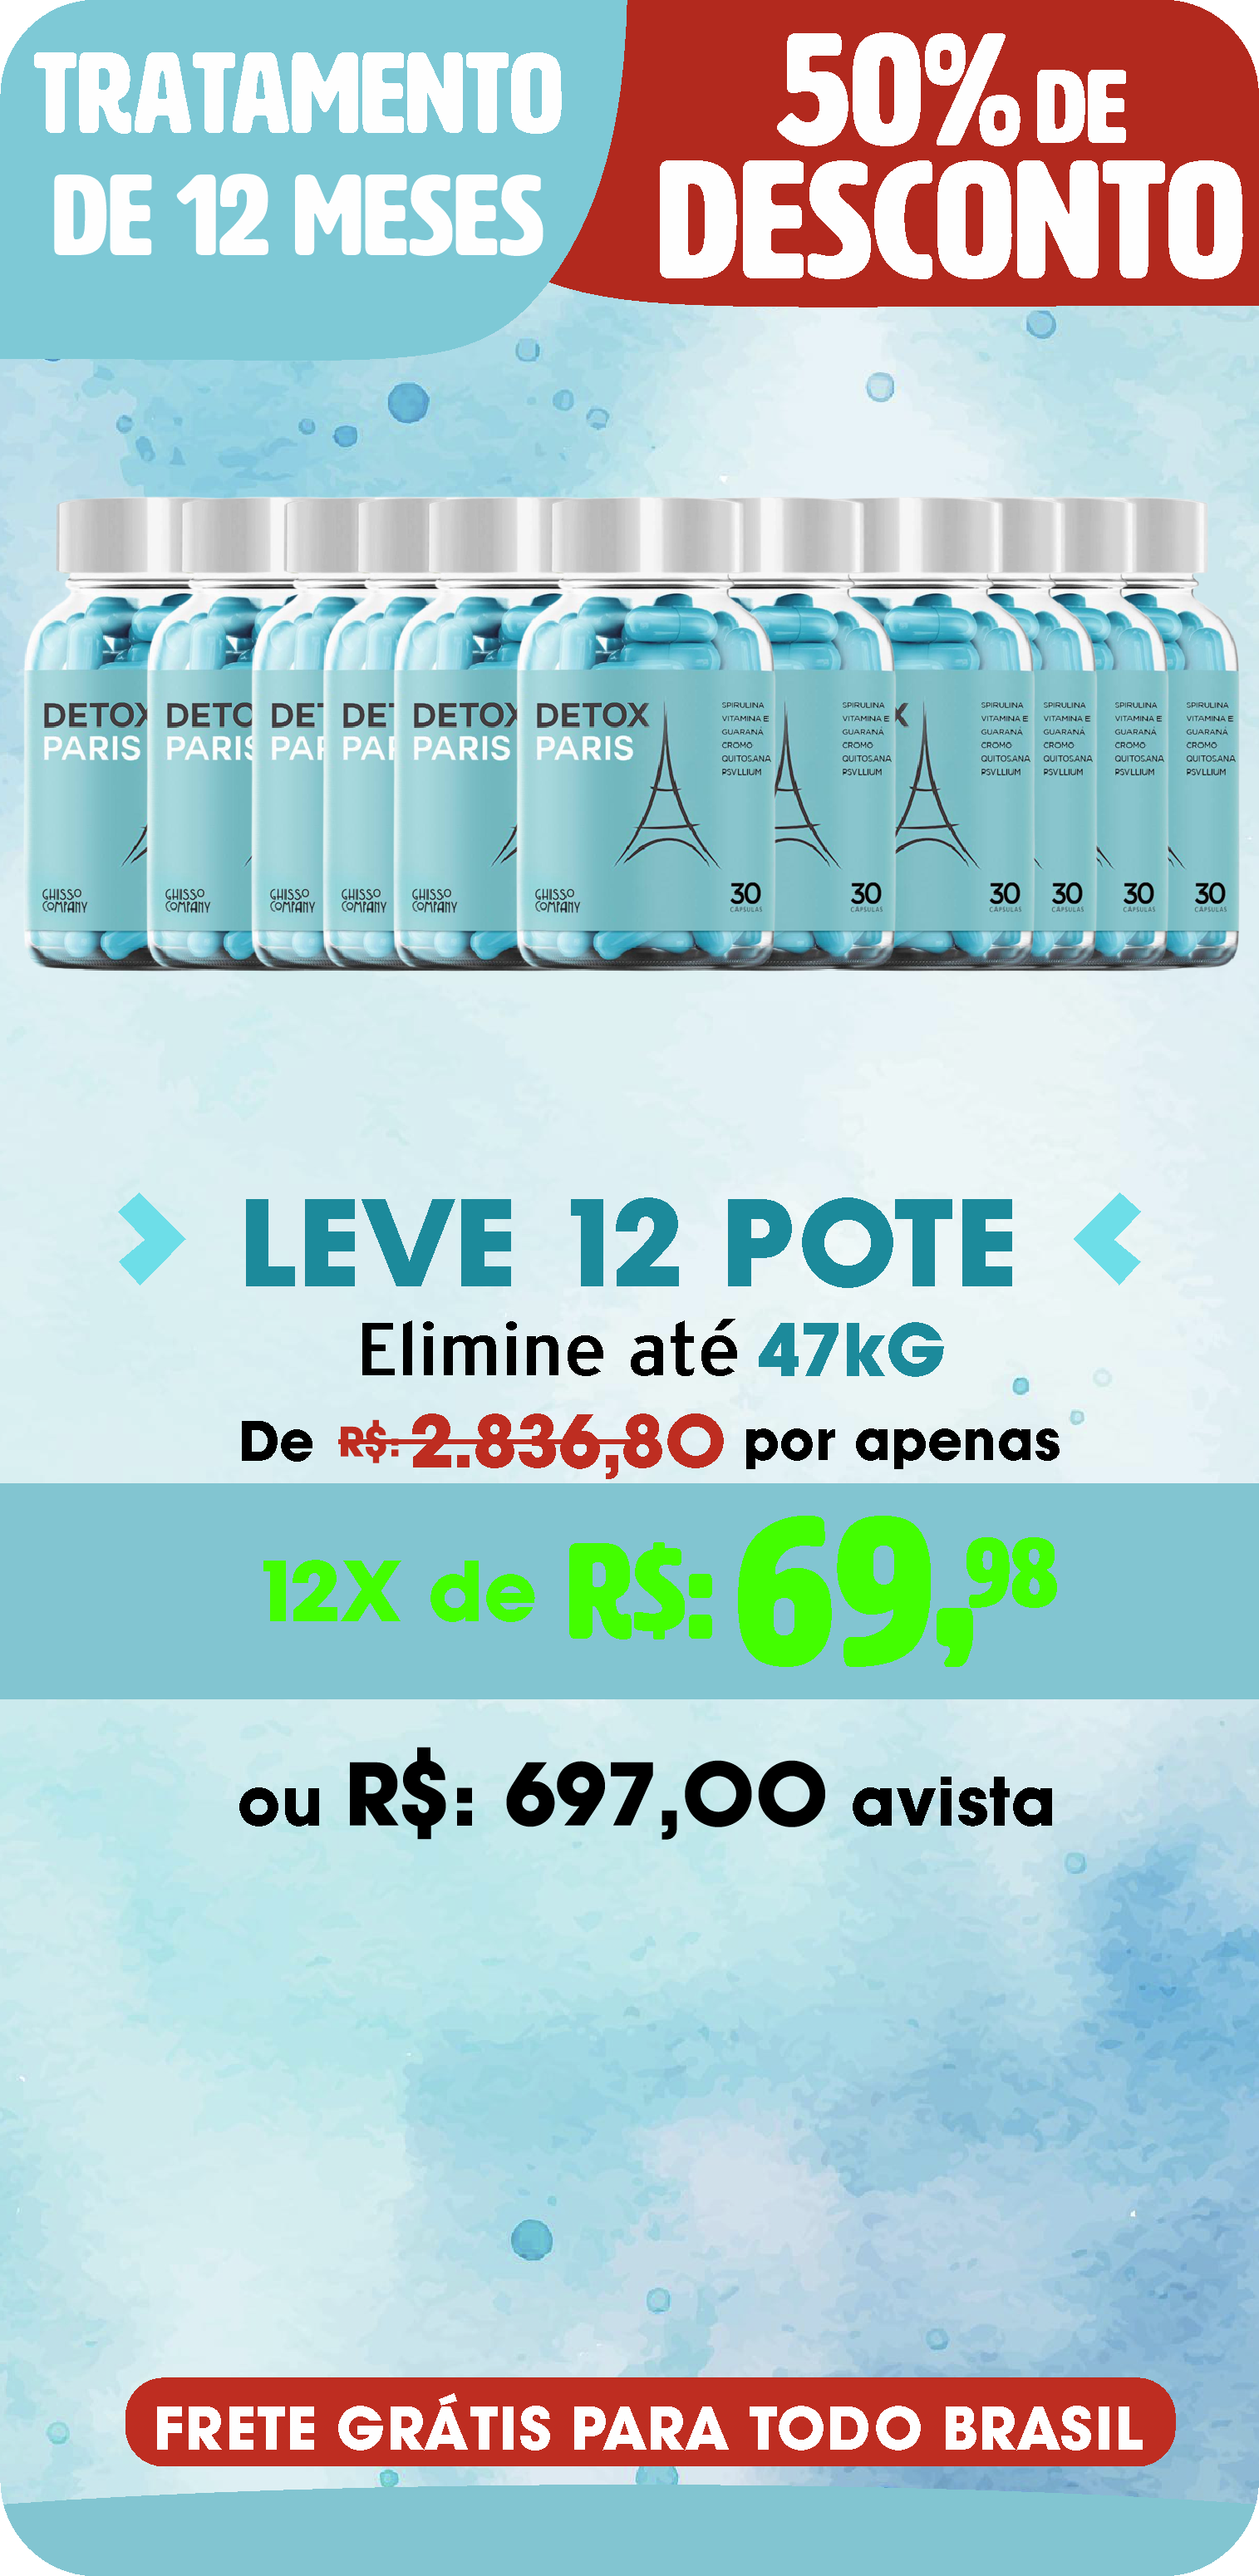 TRATAMENTO
DE 12 MESES
50% DE
DESCONTO
DETOX
PARIS
SPIRULINA
VITAMINA E
GUARANÁ
CROMO
QUITOSANA
PSYLLIUM
GHISSO
COMPANY
30
CÁPSULAS
LEVE 12 POTE
Elimine até 47kG
De R$: 2.836,80 por apenas
12X de R$: 69,98
ou R$: 697,00 avista
FRETE GRÁTIS PARA TODO BRASIL